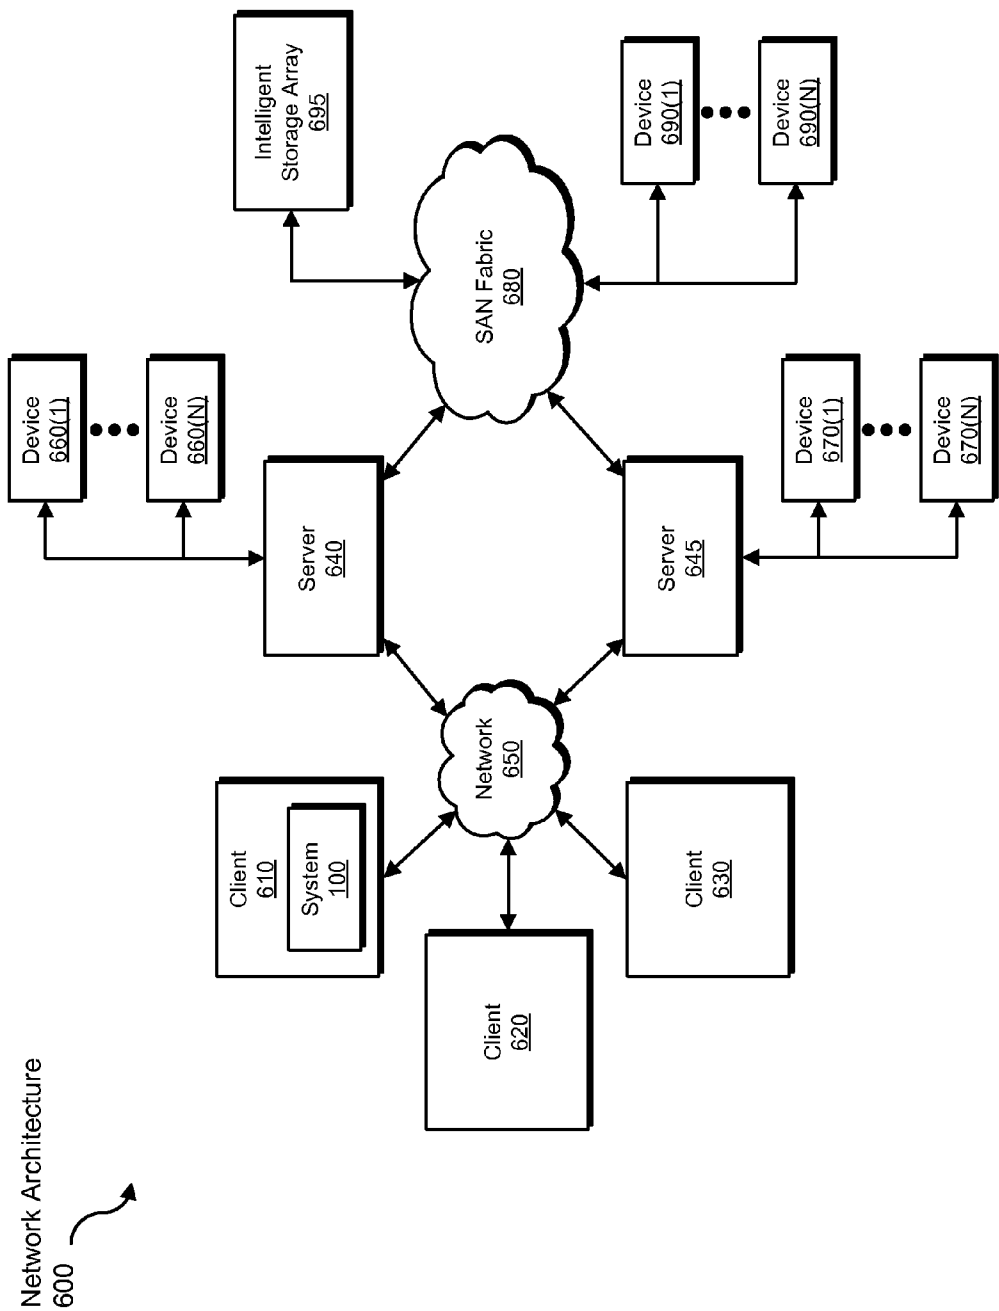 Network Architecture
600
Client
610
System
100
Client
620
Client
630
Network
650
Server
640
Server
645
Device
660(1)
Device
660(N)
Device
670(1)
Device
670(N)
SAN Fabric
680
Intelligent
Storage Array
695
Device
690(1)
Device
690(N)